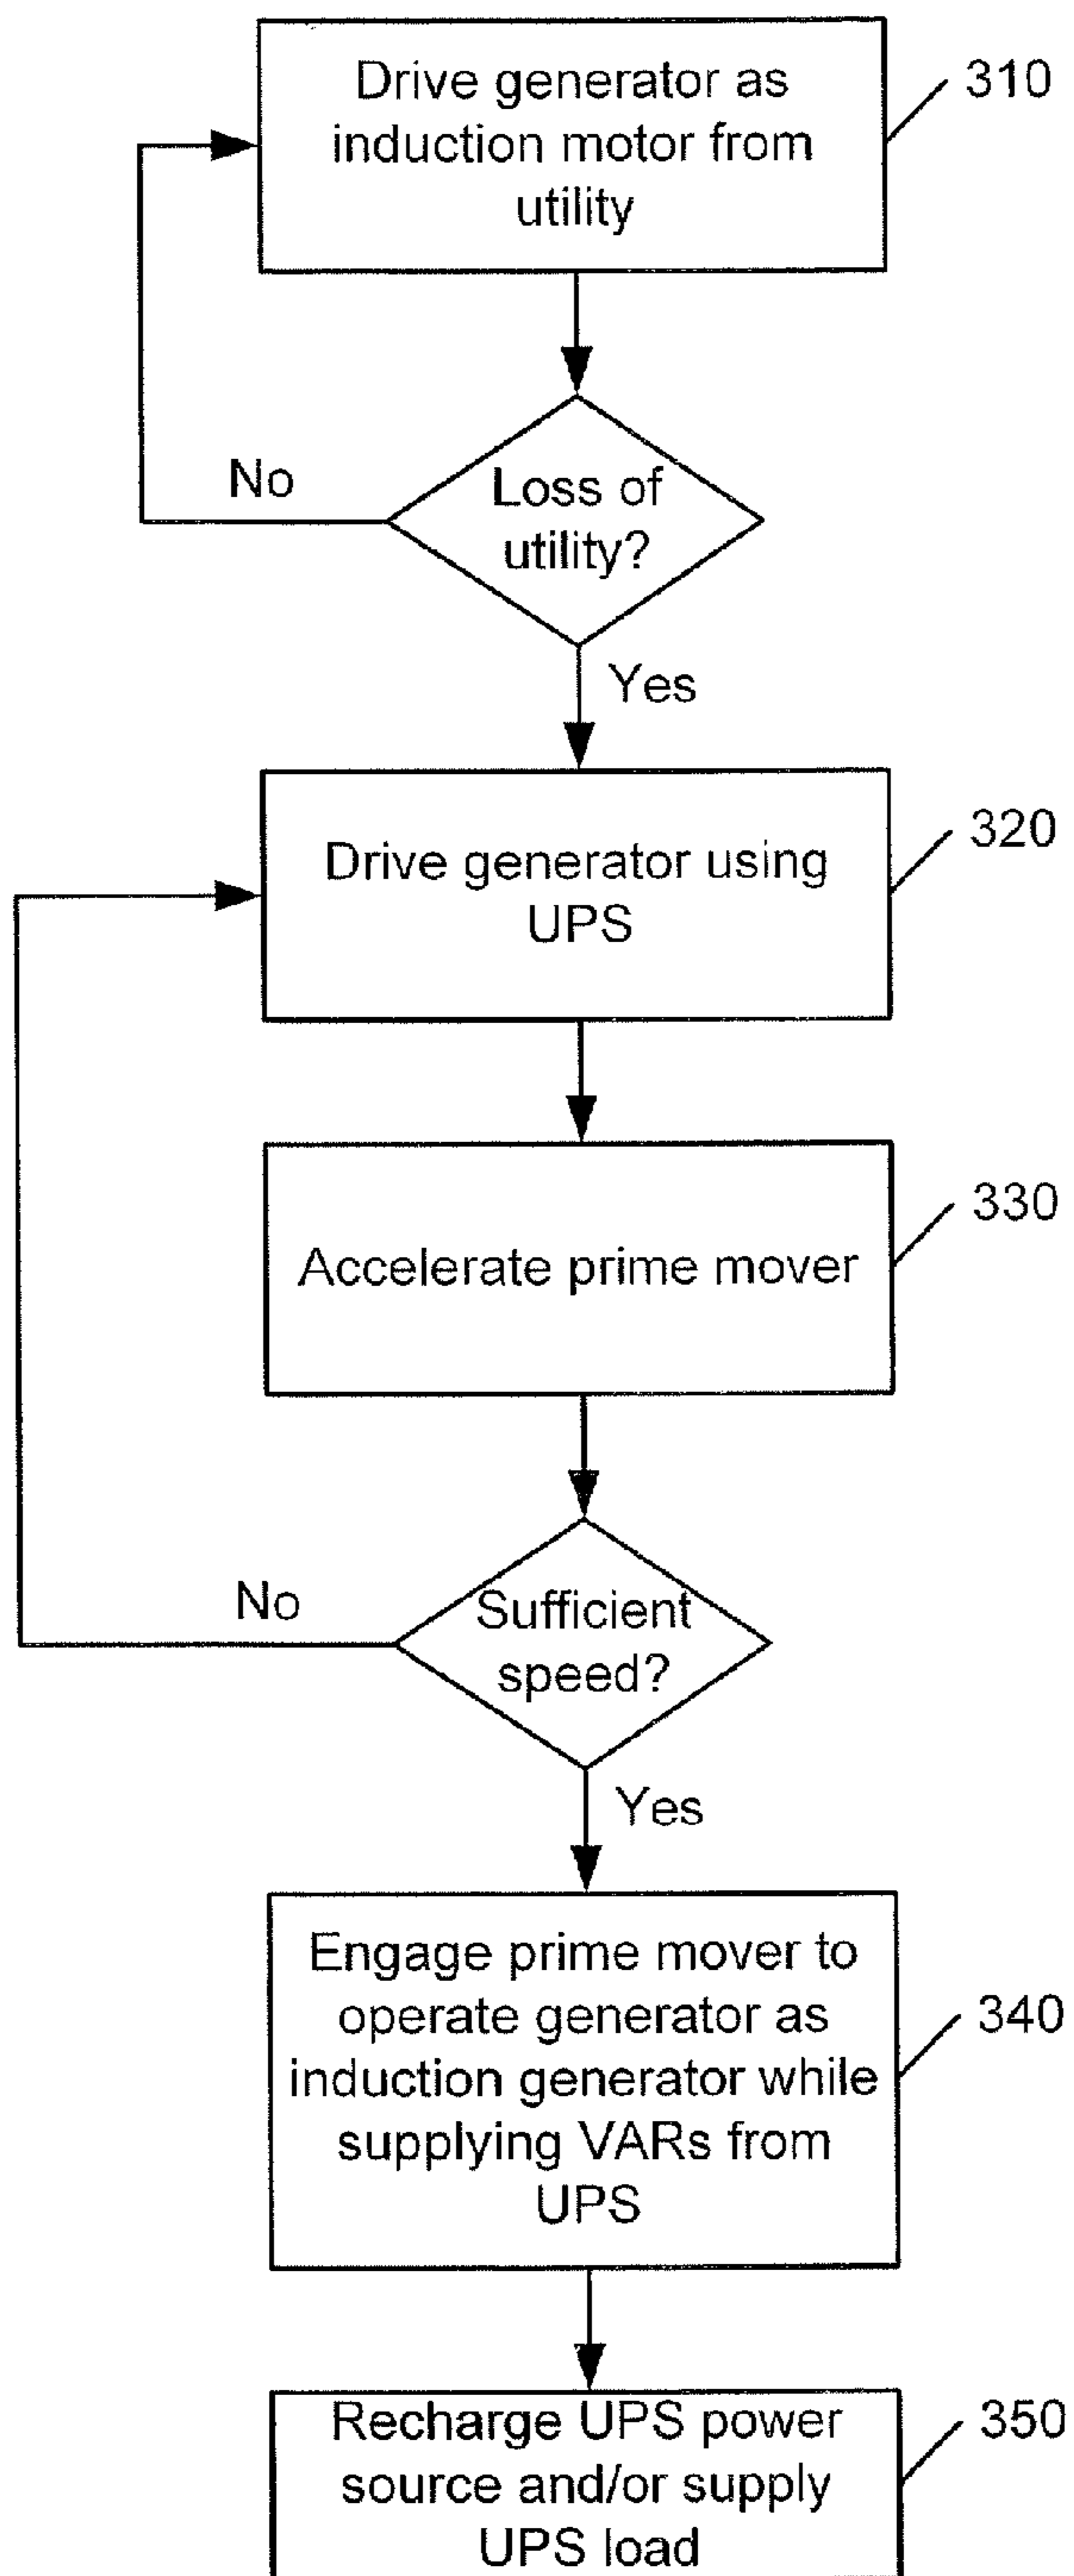 Drive generator as
induction motor from
utility
310
Loss of
utility?
No
Yes
Drive generator using
UPS
320
Accelerate prime mover
330
Sufficient
speed?
No
Yes
Engage prime mover to
operate generator as
induction generator while
supplying VARs from
UPS
340
Recharge UPS power
source and/or supply
UPS load
350